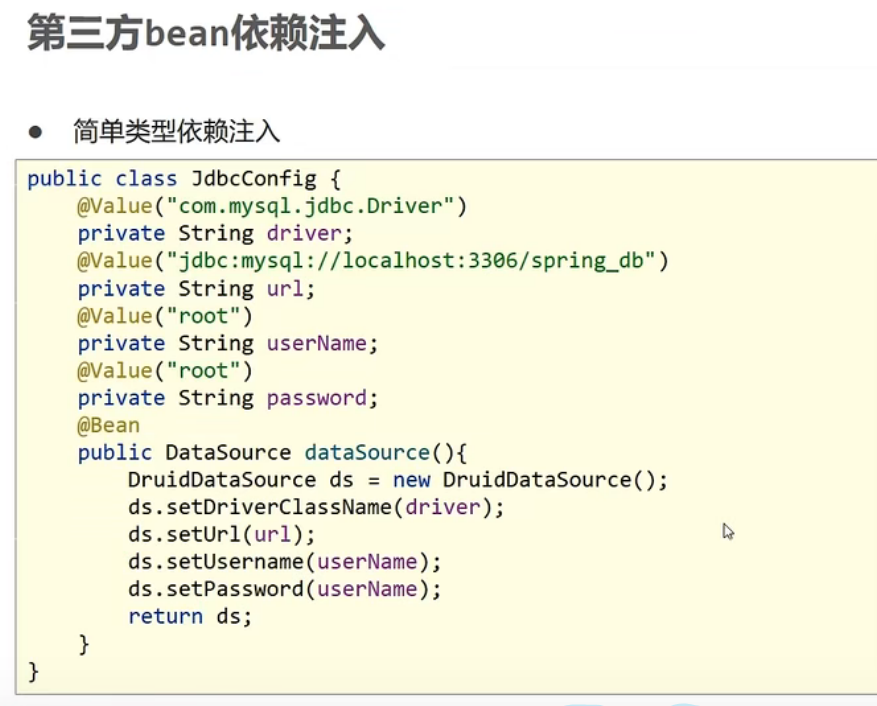 第三方bean依赖注入
● 简单类型依赖注入
public class JdbcConfig {
    @Value("com.mysql.jdbc.Driver")
    private String driver;
    @Value("jdbc:mysql://localhost:3306/spring_db")
    private String url;
    @Value("root")
    private String userName;
    @Value("root")
    private String password;
    @Bean
    public DataSource dataSource(){
        DruidDataSource ds = new DruidDataSource();
        ds.setDriverClassName(driver);
        ds.setUrl(url);
        ds.setUsername(userName);
        ds.setPassword(userName);
        return ds;
    }
}